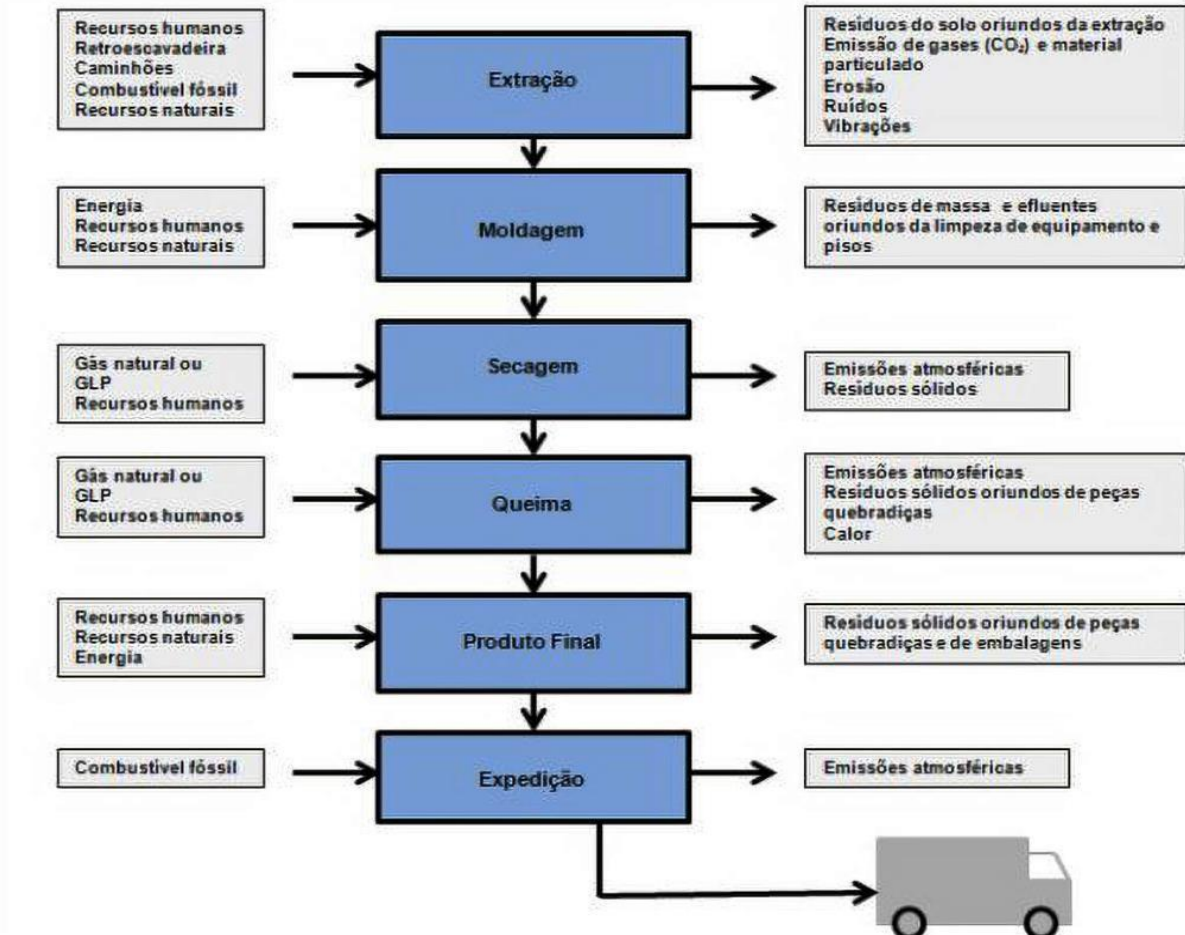 Recursos humanos
Retroescavadeira
Caminhões
Combustível fóssil
Recursos naturais
Extração
Resíduos do solo oriundos da extração
Emissão de gases (CO₂) e material
particulado
Erosão
Ruídos
Vibrações
Energia
Recursos humanos
Recursos naturais
Moldagem
Resíduos de massa e efluentes
oriundos da limpeza de equipamento e
pisos
Gás natural ou
GLP
Recursos humanos
Secagem
Emissões atmosféricas
Resíduos sólidos
Gás natural ou
GLP
Recursos humanos
Queima
Emissões atmosféricas
Resíduos sólidos oriundos de peças
quebradiças
Calor
Recursos humanos
Recursos naturais
Energia
Produto Final
Resíduos sólidos oriundos de peças
quebradiças e de embalagens
Combustível fóssil
Expedição
Emissões atmosféricas